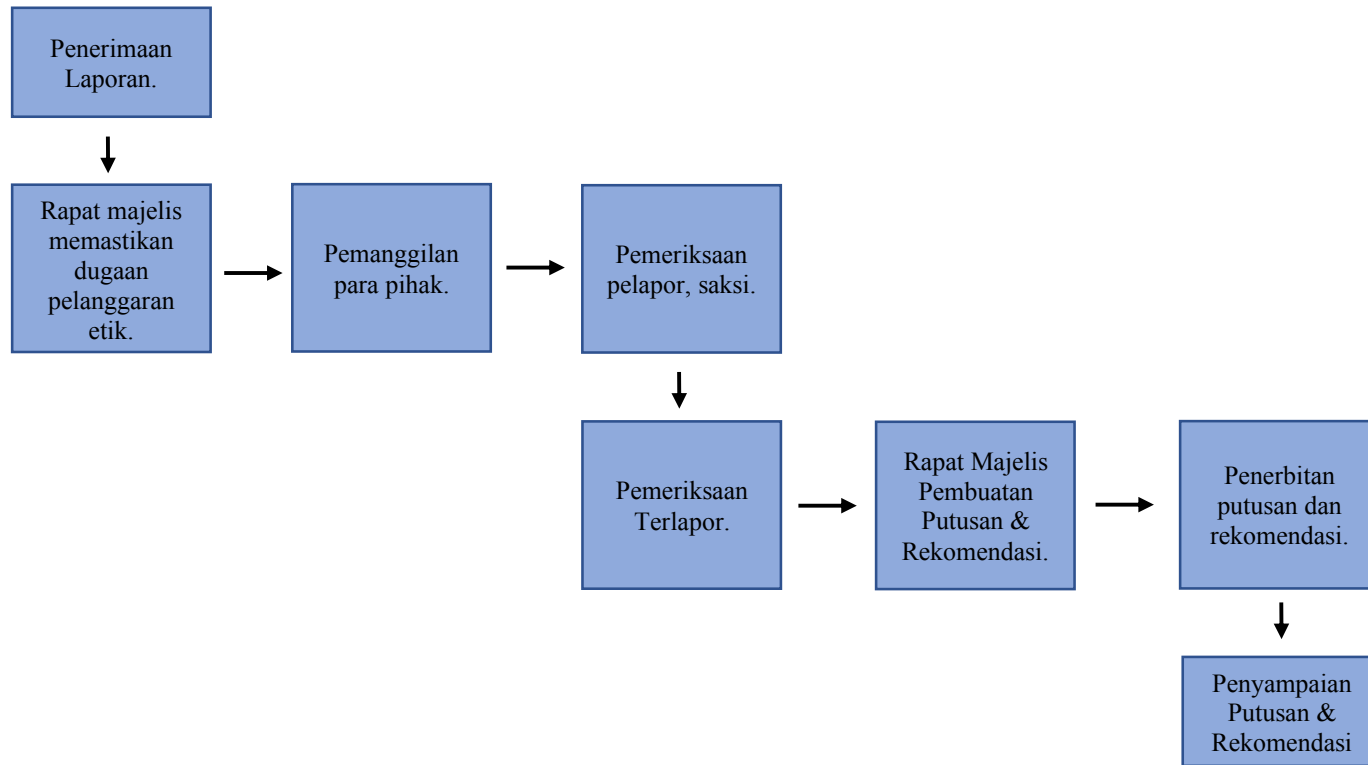 Penerimaan
Laporan.
Rapat majelis
memastikan
dugaan
pelanggaran
etik.
Pemanggilan
para pihak.
Pemeriksaan
pelapor, saksi.
Pemeriksaan
Terlapor.
Rapat Majelis
Pembuatan
Putusan &
Rekomendasi.
Penerbitan
putusan dan
rekomendasi.
Penyampaian
Putusan &
Rekomendasi